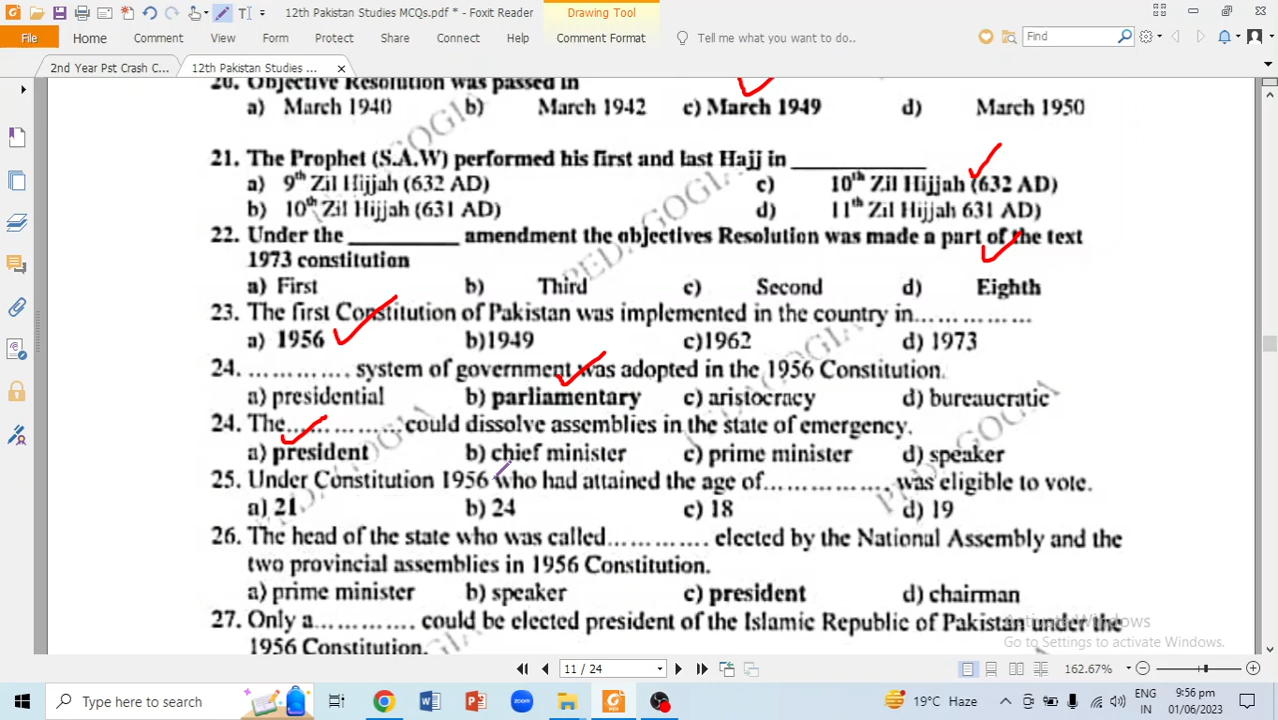 12th Pakistan Studies MCQs.pdf * - Foxit Reader
Drawing Tool
File Home Comment View Form Protect Share Connect Help Comment Format Tell me what you want to do.. Find
2nd Year Pst Crash C... 12th Pakistan Studies ...
20. Objective Resolution was passed in
a) March 1940 b) March 1942 c) March 1949 d) March 1950
21. The Prophet (S.A.W) performed his first and last Hajj in ____________
a) 9th Zil Hijjah (632 AD) c) 10th Zil Hijjah (632 AD)
b) 10th Zil Hijjah (631 AD) d) 11th Zil Hijjah 631 AD)
22. Under the __________ amendment the objectives Resolution was made a part of the text
1973 constitution
a) First b) Third c) Second d) Eighth
23. The first Constitution of Pakistan was implemented in the country in… … … …
a) 1956 b)1949 c)1962 d) 1973
24. … … … …. system of government was adopted in the 1956 Constitution.
a) presidential b) parliamentary c) aristocracy d) bureaucratic
24. The… … … … could dissolve assemblies in the state of emergency.
a) president b) chief minister c) prime minister d) speaker
25. Under Constitution 1956 who had attained the age of… … … …. was eligible to vote.
a) 21 b) 24 c) 18 d) 19
26. The head of the state who was called… … …. elected by the National Assembly and the
two provincial assemblies in 1956 Constitution.
a) prime minister b) speaker c) president d) chairman
27. Only a… … … . could be elected president of the Islamic Republic of Pakistan under the
1956 Constitution.
PEDAGOGIA
Activate Windows
Go to Settings to activate Windows.
11 / 24 162.67%
Type here to search 19°C Haze ENG IN 9:56 pm 01/06/2023